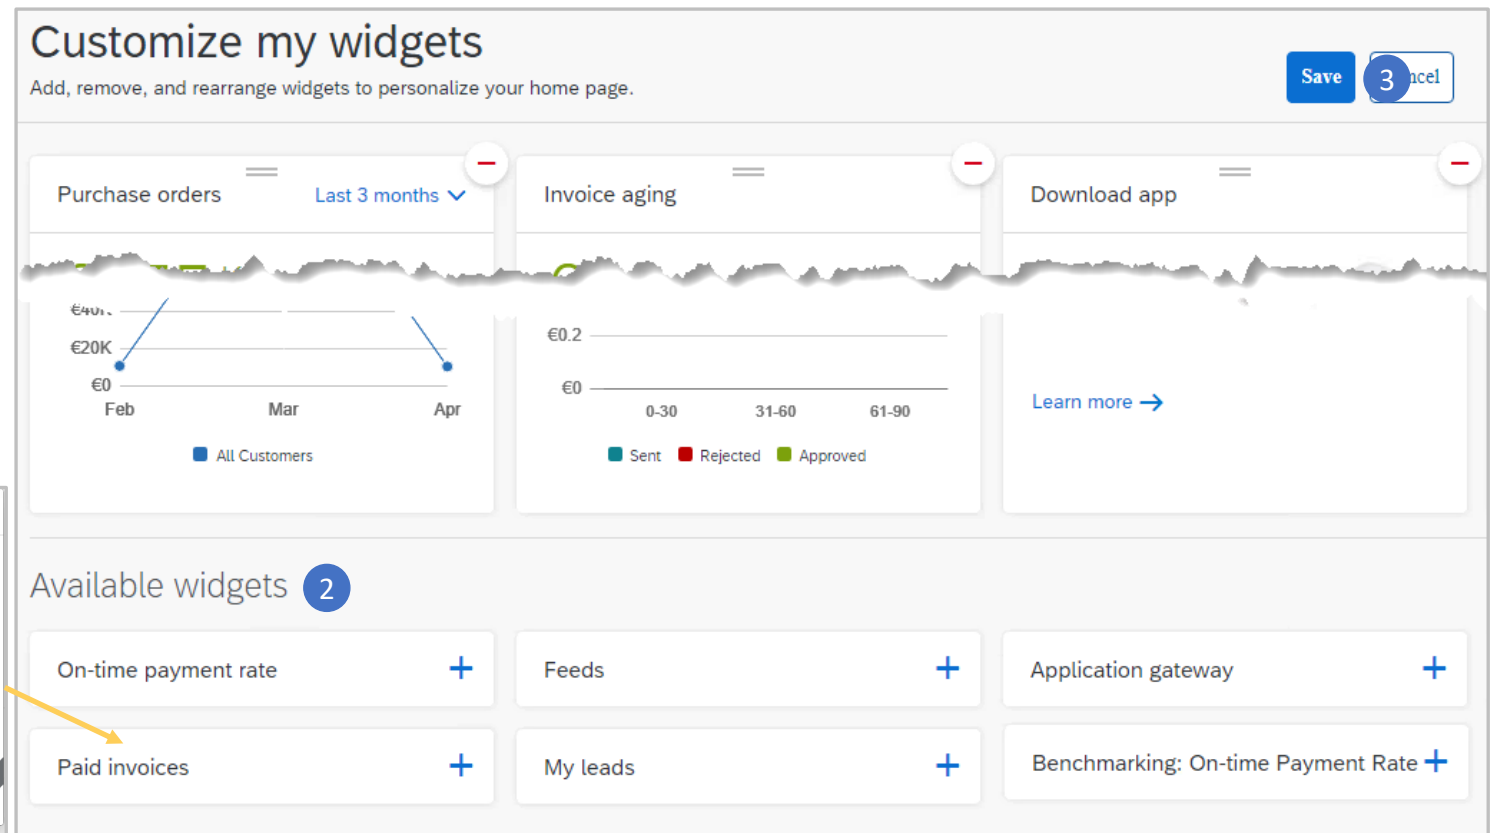 Customize my widgets
Add, remove, and rearrange widgets to personalize your home page.
Save
3
Purchase orders
Last 3 months
Invoice aging
Download app
€20K
€0
Feb Mar Apr
All Customers
€0.2
€0
0-30 31-60 61-90
Sent Rejected Approved
Learn more
Available widgets
2
On-time payment rate
Feeds
Application gateway
Paid invoices
My leads
Benchmarking: On-time Payment Rate